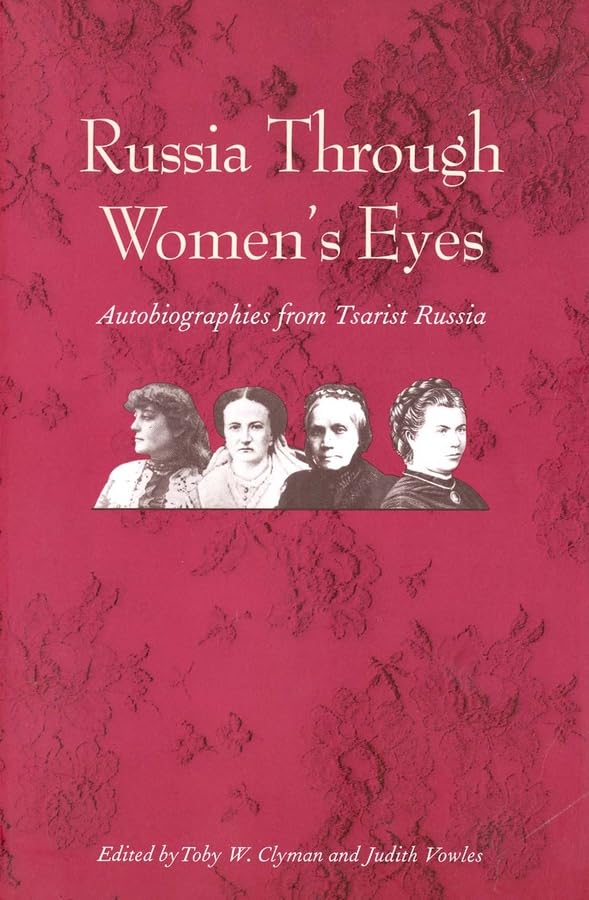 Russia Through
Women's Eyes
Autobiographies from Tsarist Russia
Edited by Toby W. Clyman and Judith Vowles